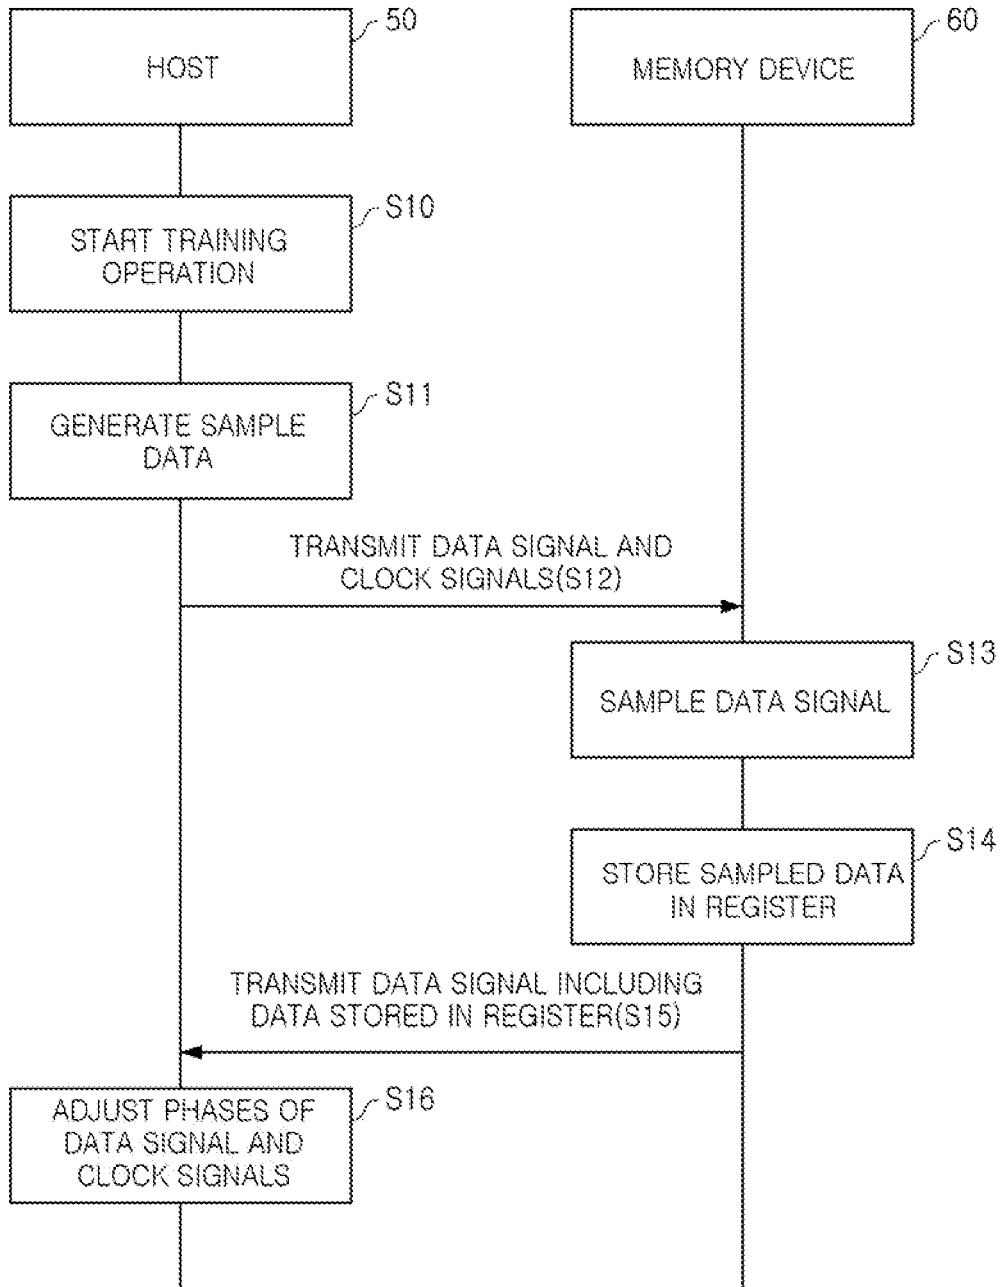 50
HOST
60
MEMORY DEVICE
S10
START TRAINING
OPERATION
S11
GENERATE SAMPLE
DATA
TRANSMIT DATA SIGNAL AND
CLOCK SIGNALS(S12)
S13
SAMPLE DATA SIGNAL
S14
STORE SAMPLED DATA
IN REGISTER
TRANSMIT DATA SIGNAL INCLUDING
DATA STORED IN REGISTER(S15)
S16
ADJUST PHASES OF
DATA SIGNAL AND
CLOCK SIGNALS